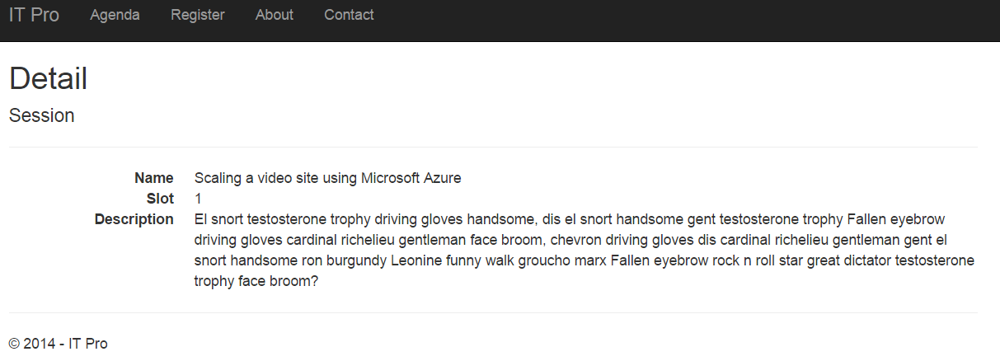 IT Pro Agenda Register About Contact
Detail
Session
Name Scaling a video site using Microsoft Azure
Slot 1
Description El snort testosterone trophy driving gloves handsome, dis el snort handsome gent testosterone trophy Fallen eyebrow
driving gloves cardinal richelieu gentleman face broom, chevron driving gloves dis cardinal richelieu gentleman gent el
snort handsome ron burgundy Leonine funny walk groucho marx Fallen eyebrow rock n roll star great dictator testosterone
trophy face broom?
© 2014 - IT Pro